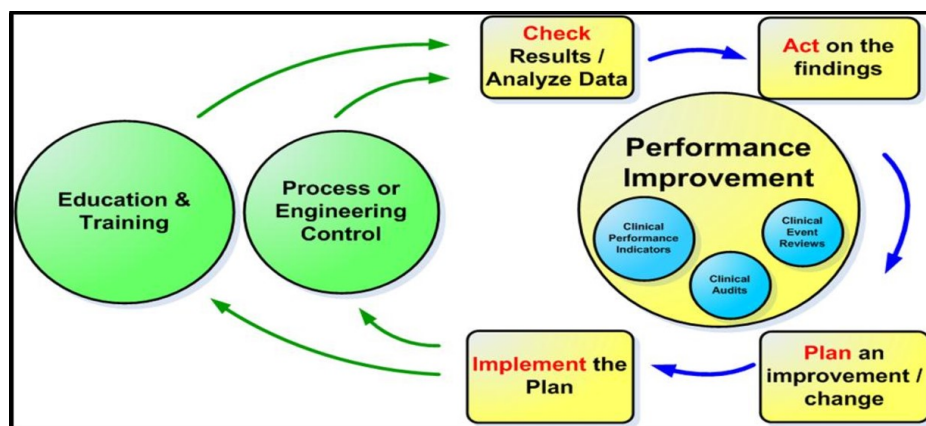 Check
Results /
Analyze Data
Act on the
findings
Education &
Training
Process or
Engineering
Control
Performance
Improvement
Clinical
Performance
Indicators
Clinical
Audits
Clinical
Event
Reviews
Implement the
Plan
Plan an
improvement /
change